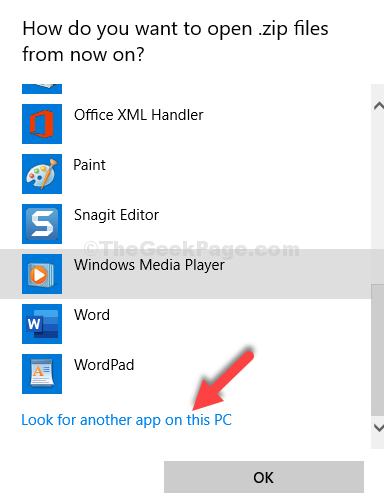 How do you want to open .zip files
from now on?
Office XML Handler
Paint
Snagit Editor
©TheGeekPage.com
Windows Media Player
Word
WordPad
Look for another app on this PC
OK